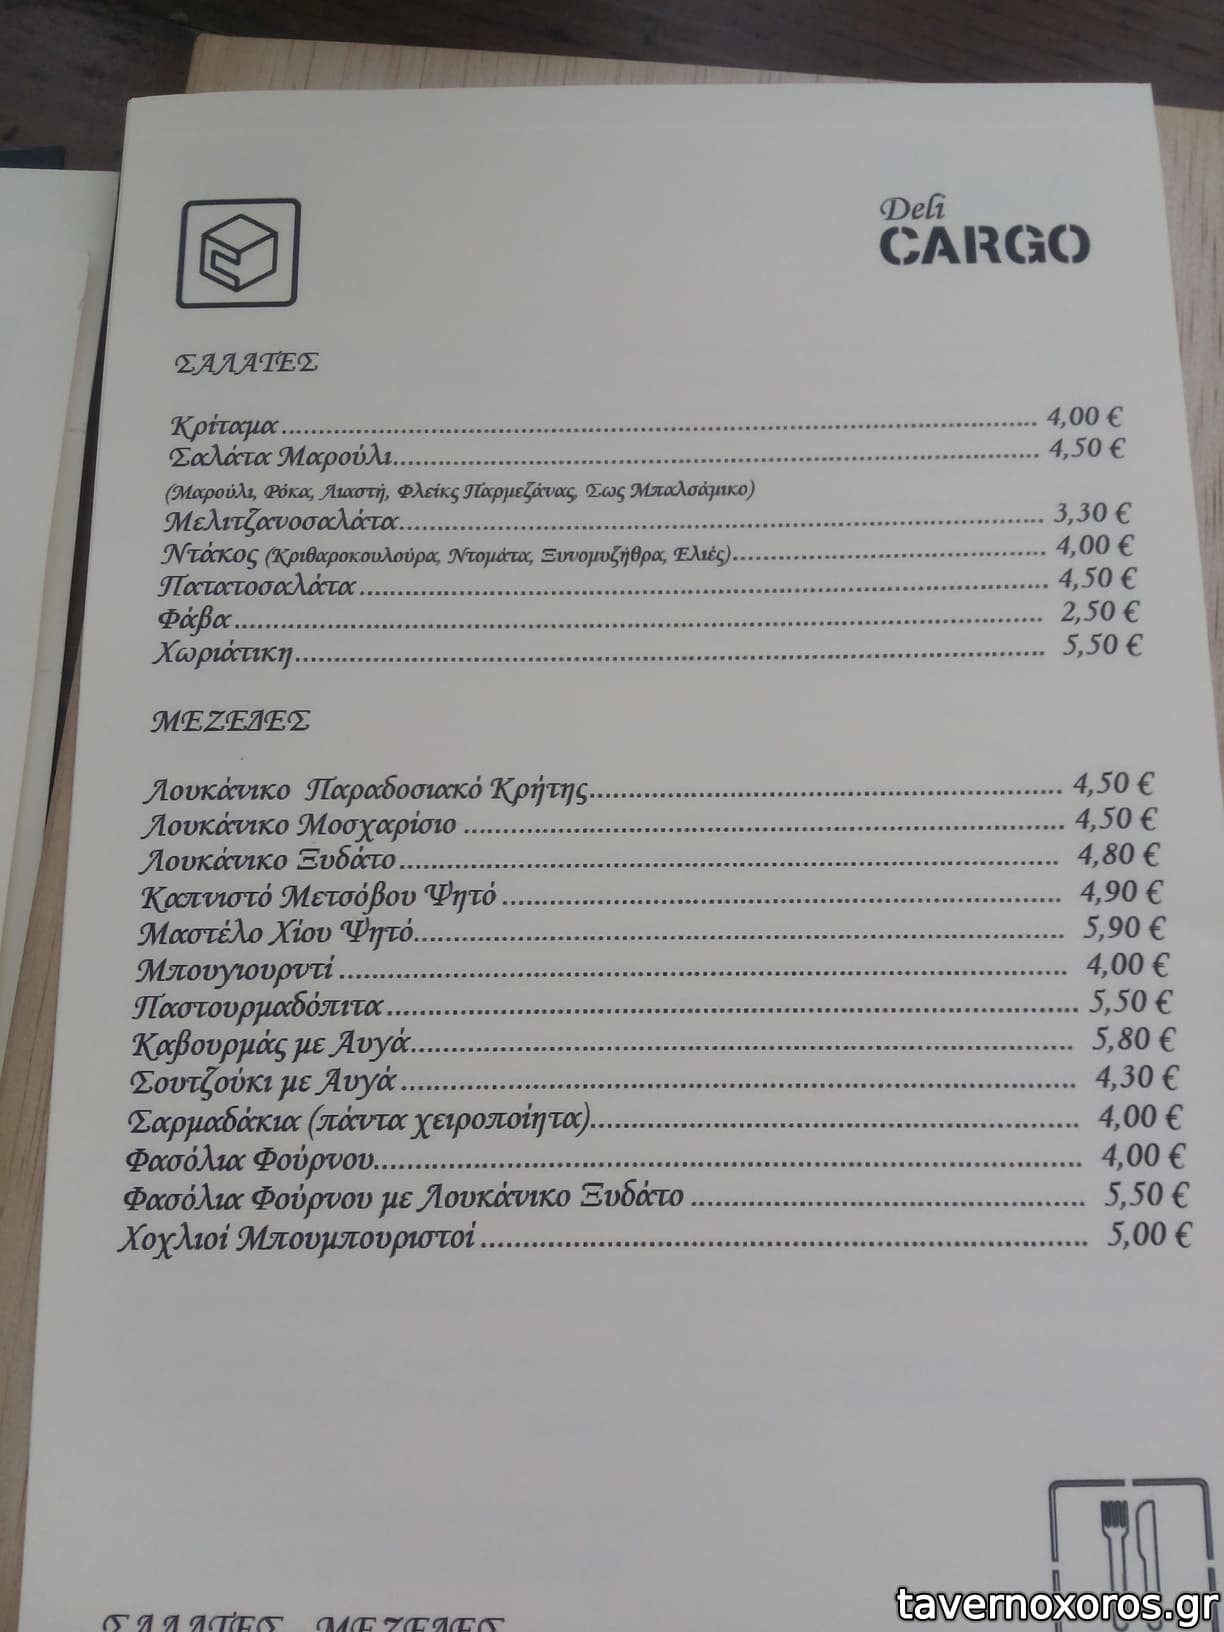 Deli
CARGO
ΣΑΛΑΤΕΣ
Κρίταμα........ 4,00 €
Σαλάτα Μαρούλι........ 4,50 €
(Μαρούλι, Ρόκα, Λιαστή, Φλείκς Παρμεζάνας, Σως Μπαλσάμικο)
Μελιτζανοσαλάτα........ 3,30 €
Ντάκος (Κριθαροκουλούρα, Ντομάτα, Ξυνομυζήθρα, Ελιές)........ 4,00 €
Πατατοσαλάτα........ 4,50 €
Φάβα........ 2,50 €
Χωριάτικη........ 5,50 €
ΜΕΖΕΔΕΣ
Λουκάνικο Παραδοσιακό Κρήτης........ 4,50 €
Λουκάνικο Μοσχαρίσιο ........ 4,50 €
Λουκάνικο Ξυδάτο........ 4,80 €
Καπνιστό Μετσόβου Ψητό ........ 4,90 €
Μαστέλο Χίου Ψητό........ 5,90 €
Μπουγιουρντί ........ 4,00 €
Παστουρμαδόπιτα........ 5,50 €
Καβουρμάς με Αυγά........ 5,80 €
Σουτζούκι με Αυγά ........ 4,30 €
Σαρμαδάκια (πάντα χειροποίητα)........ 4,00 €
Φασόλια Φούρνου........ 4,00 €
Φασόλια Φούρνου με Λουκάνικο Ξυδάτο ........ 5,50 €
Χοχλιοί Μπουμπουριστοί ........ 5,00 €
ΣΑΛΑΤΕΣ - ΜΕΖΕΔΕΣ
tavernoxoros.gr